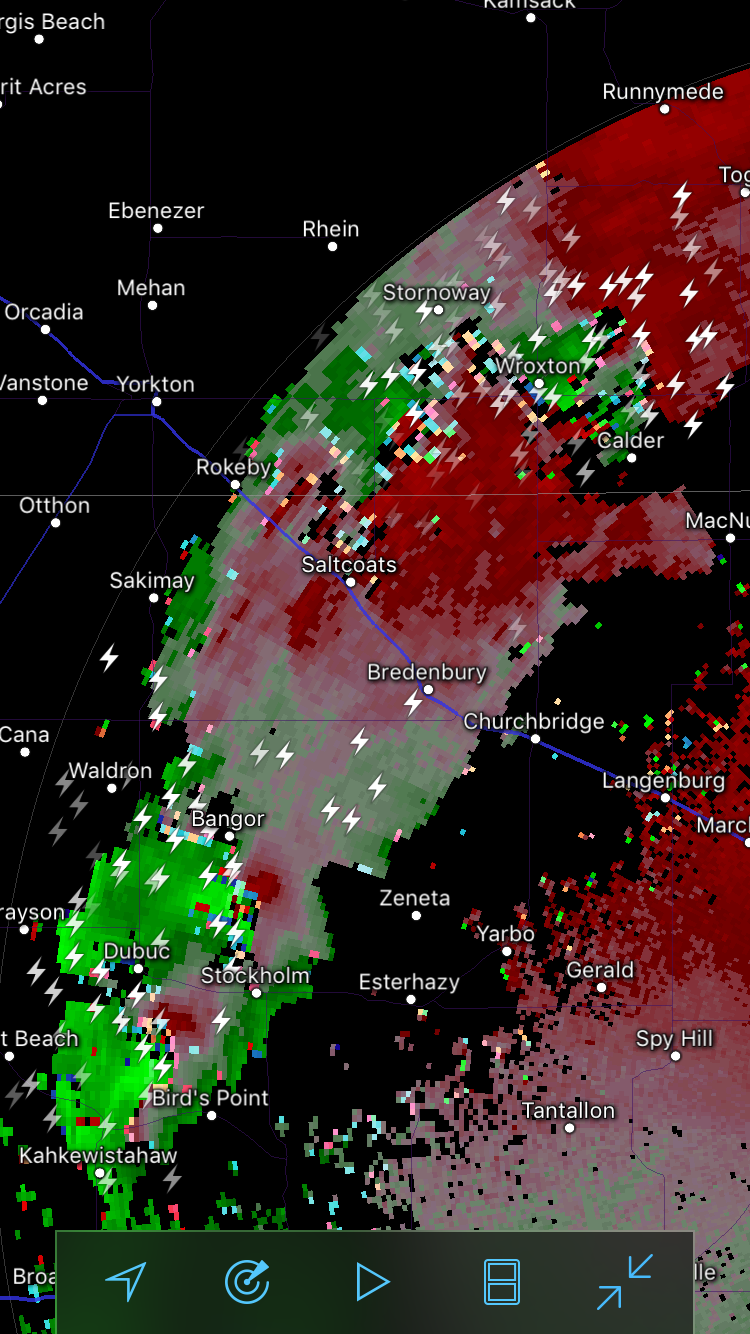 Kamsack
rgis Beach
rit Acres
Runnymede
Tog
Ebenezer
Rhein
Mehan
Stornoway
Orcadia
Wroxton
Vanstone
Yorkton
Calder
Rokeby
Otthon
MacNu
Saltcoats
Sakimay
Bredenbury
Churchbridge
Cana
Waldron
Langenburg
Bangor
March
Zeneta
rayson
Yarbo
Dubuc
Stockholm
Gerald
Esterhazy
t Beach
Spy Hill
Bird's Point
Tantallon
Kahkewistahaw
Broa
lle